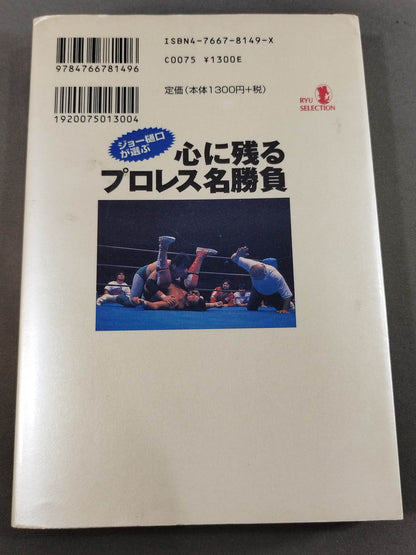 ISBN4-7667-8149-X
C0075 ¥1300E
9784766781496
定価(本体1300円+税)
1920075013004
RYU
SELECTION
ジョー樋口
が選ぶ
心に残る
プロレス名勝負